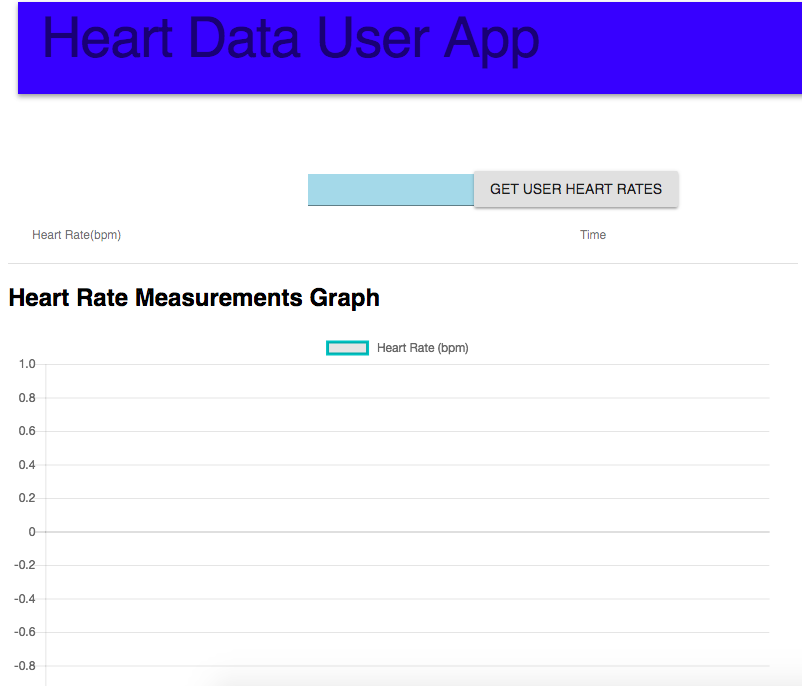 Heart Data User App
GET USER HEART RATES
Heart Rate(bpm) Time
Heart Rate Measurements Graph
Heart Rate (bpm)
1.0
0.8
0.6
0.4
0.2
0
-0.2
-0.4
-0.6
-0.8